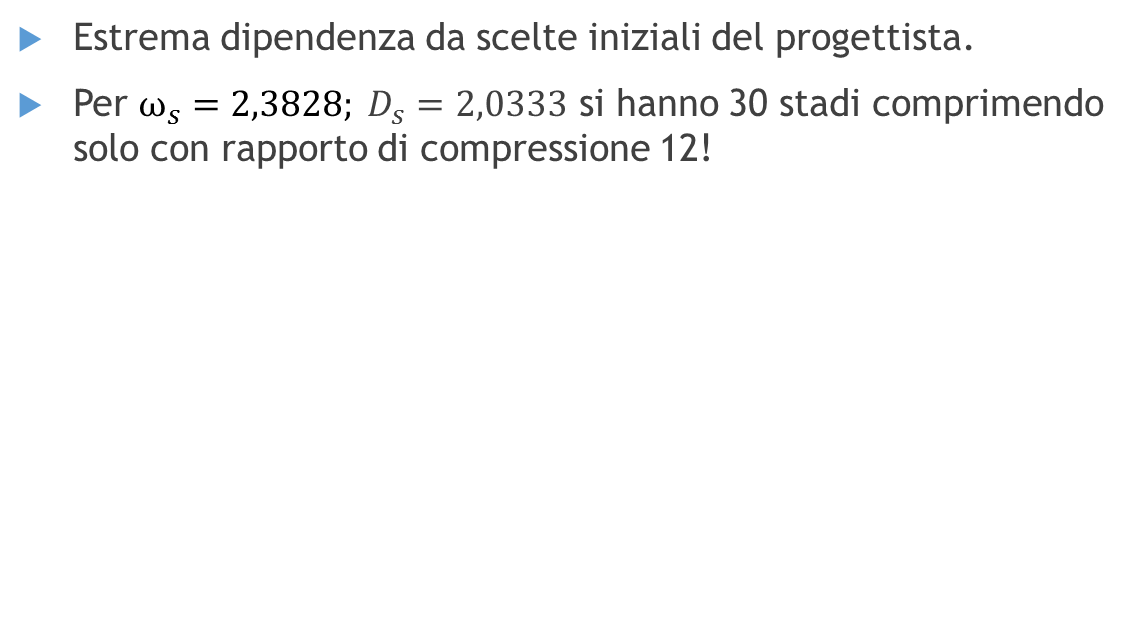 Estrema dipendenza da scelte iniziali del progettista.
Per ω𝑠 = 2,3828; 𝐷𝑠 = 2,0333 si hanno 30 stadi comprimendo
solo con rapporto di compressione 12!